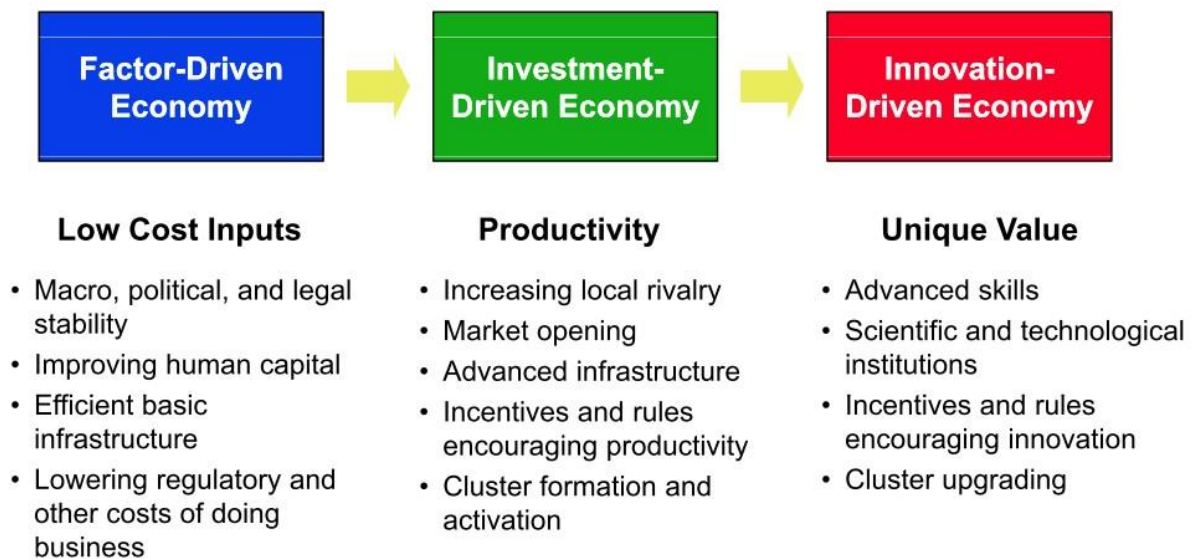 Factor-Driven
Economy
Investment-
Driven Economy
Innovation-
Driven Economy
Low Cost Inputs
• Macro, political, and legal
stability
• Improving human capital
• Efficient basic
infrastructure
• Lowering regulatory and
other costs of doing
business
Productivity
• Increasing local rivalry
• Market opening
• Advanced infrastructure
• Incentives and rules
encouraging productivity
• Cluster formation and
activation
Unique Value
• Advanced skills
• Scientific and technological
institutions
• Incentives and rules
encouraging innovation
• Cluster upgrading